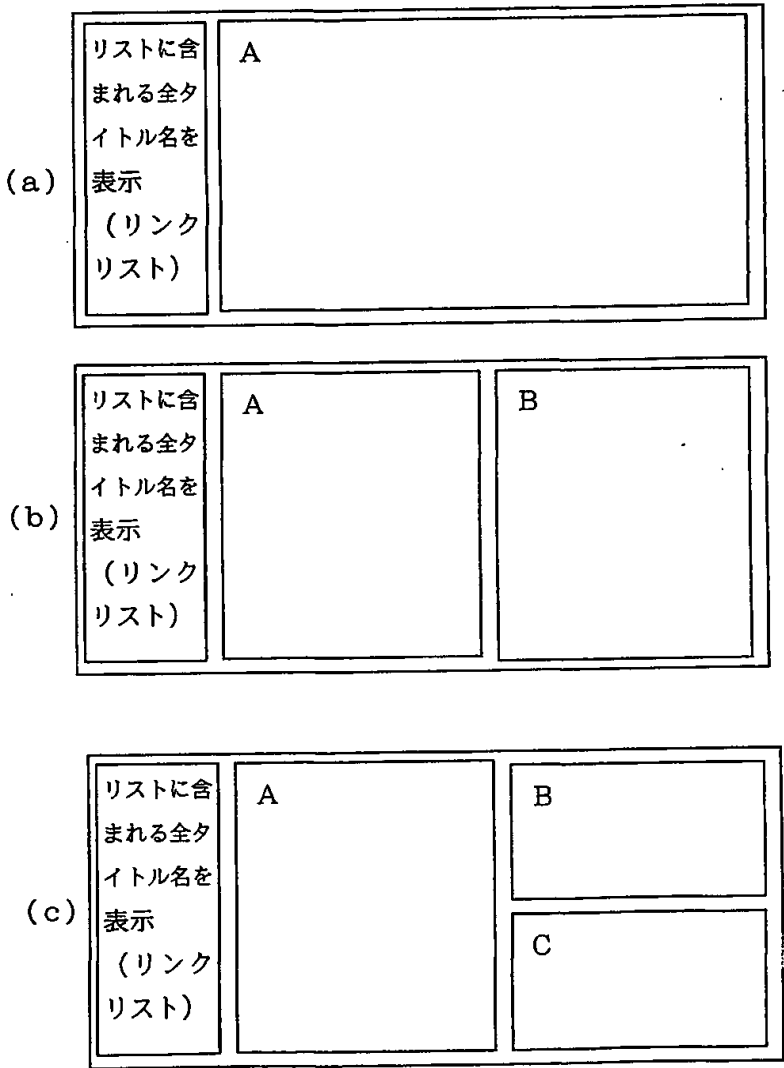 (a)
リストに含
まれる全タ
イトル名を
表示
(リンク
リスト)
A
(b)
リストに含
まれる全タ
イトル名を
表示
(リンク
リスト)
A
B
(c)
リストに含
まれる全タ
イトル名を
表示
(リンク
リスト)
A
B
C